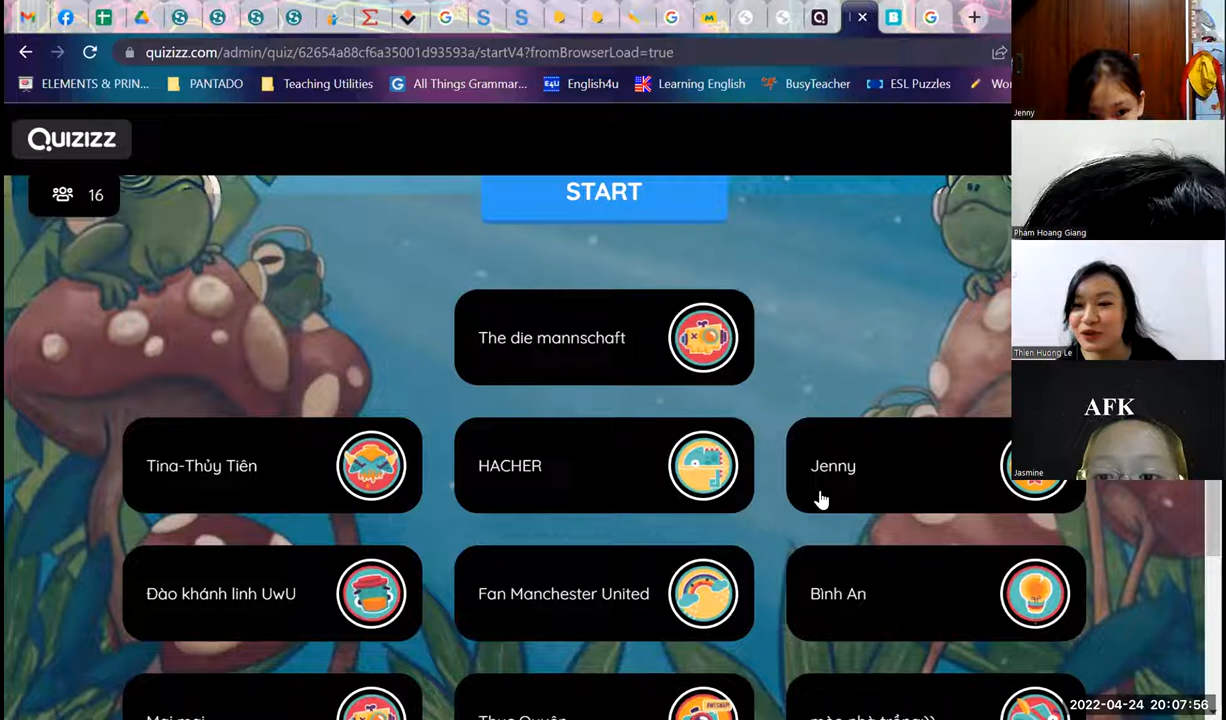 quizizz.com/admin/quiz/62654a88cf6a35001d93593a/startV4?fromBrowserLoad=true
ELEMENTS & PRIN... PANTADO Teaching Utilities All Things Grammar... English4u Learning English BusyTeacher ESL Puzzles
Quizizz
16
START
The die mannschaft
Tina-Thủy Tiên
HACHER
Jenny
Đào khánh linh UwU
Fan Manchester United
Bình An
Jenny
Pham Hoang Giang
Thien Huong Le
AFK
Jasmine
2022-04-24 20:07:56